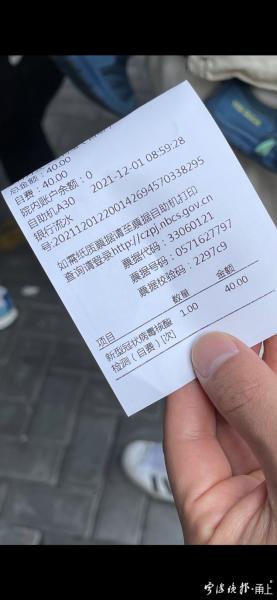 总金额：40.00
自费：40.00
院内账户余额：0
自助机A30 2021-12-01 08:59:28
银行流水
号:20211201220014269457033829​5
如需纸质票据请至票据自助机打印
查询请登录http://czpj.nbcs.gov.cn
票据代码：33060121
票据号码：0571627797
票据校验码：2297c9
项目 数量 金额
新型冠状病毒核酸 1.00 40.00
检测（自费）[次]
宁波晚报·甬上